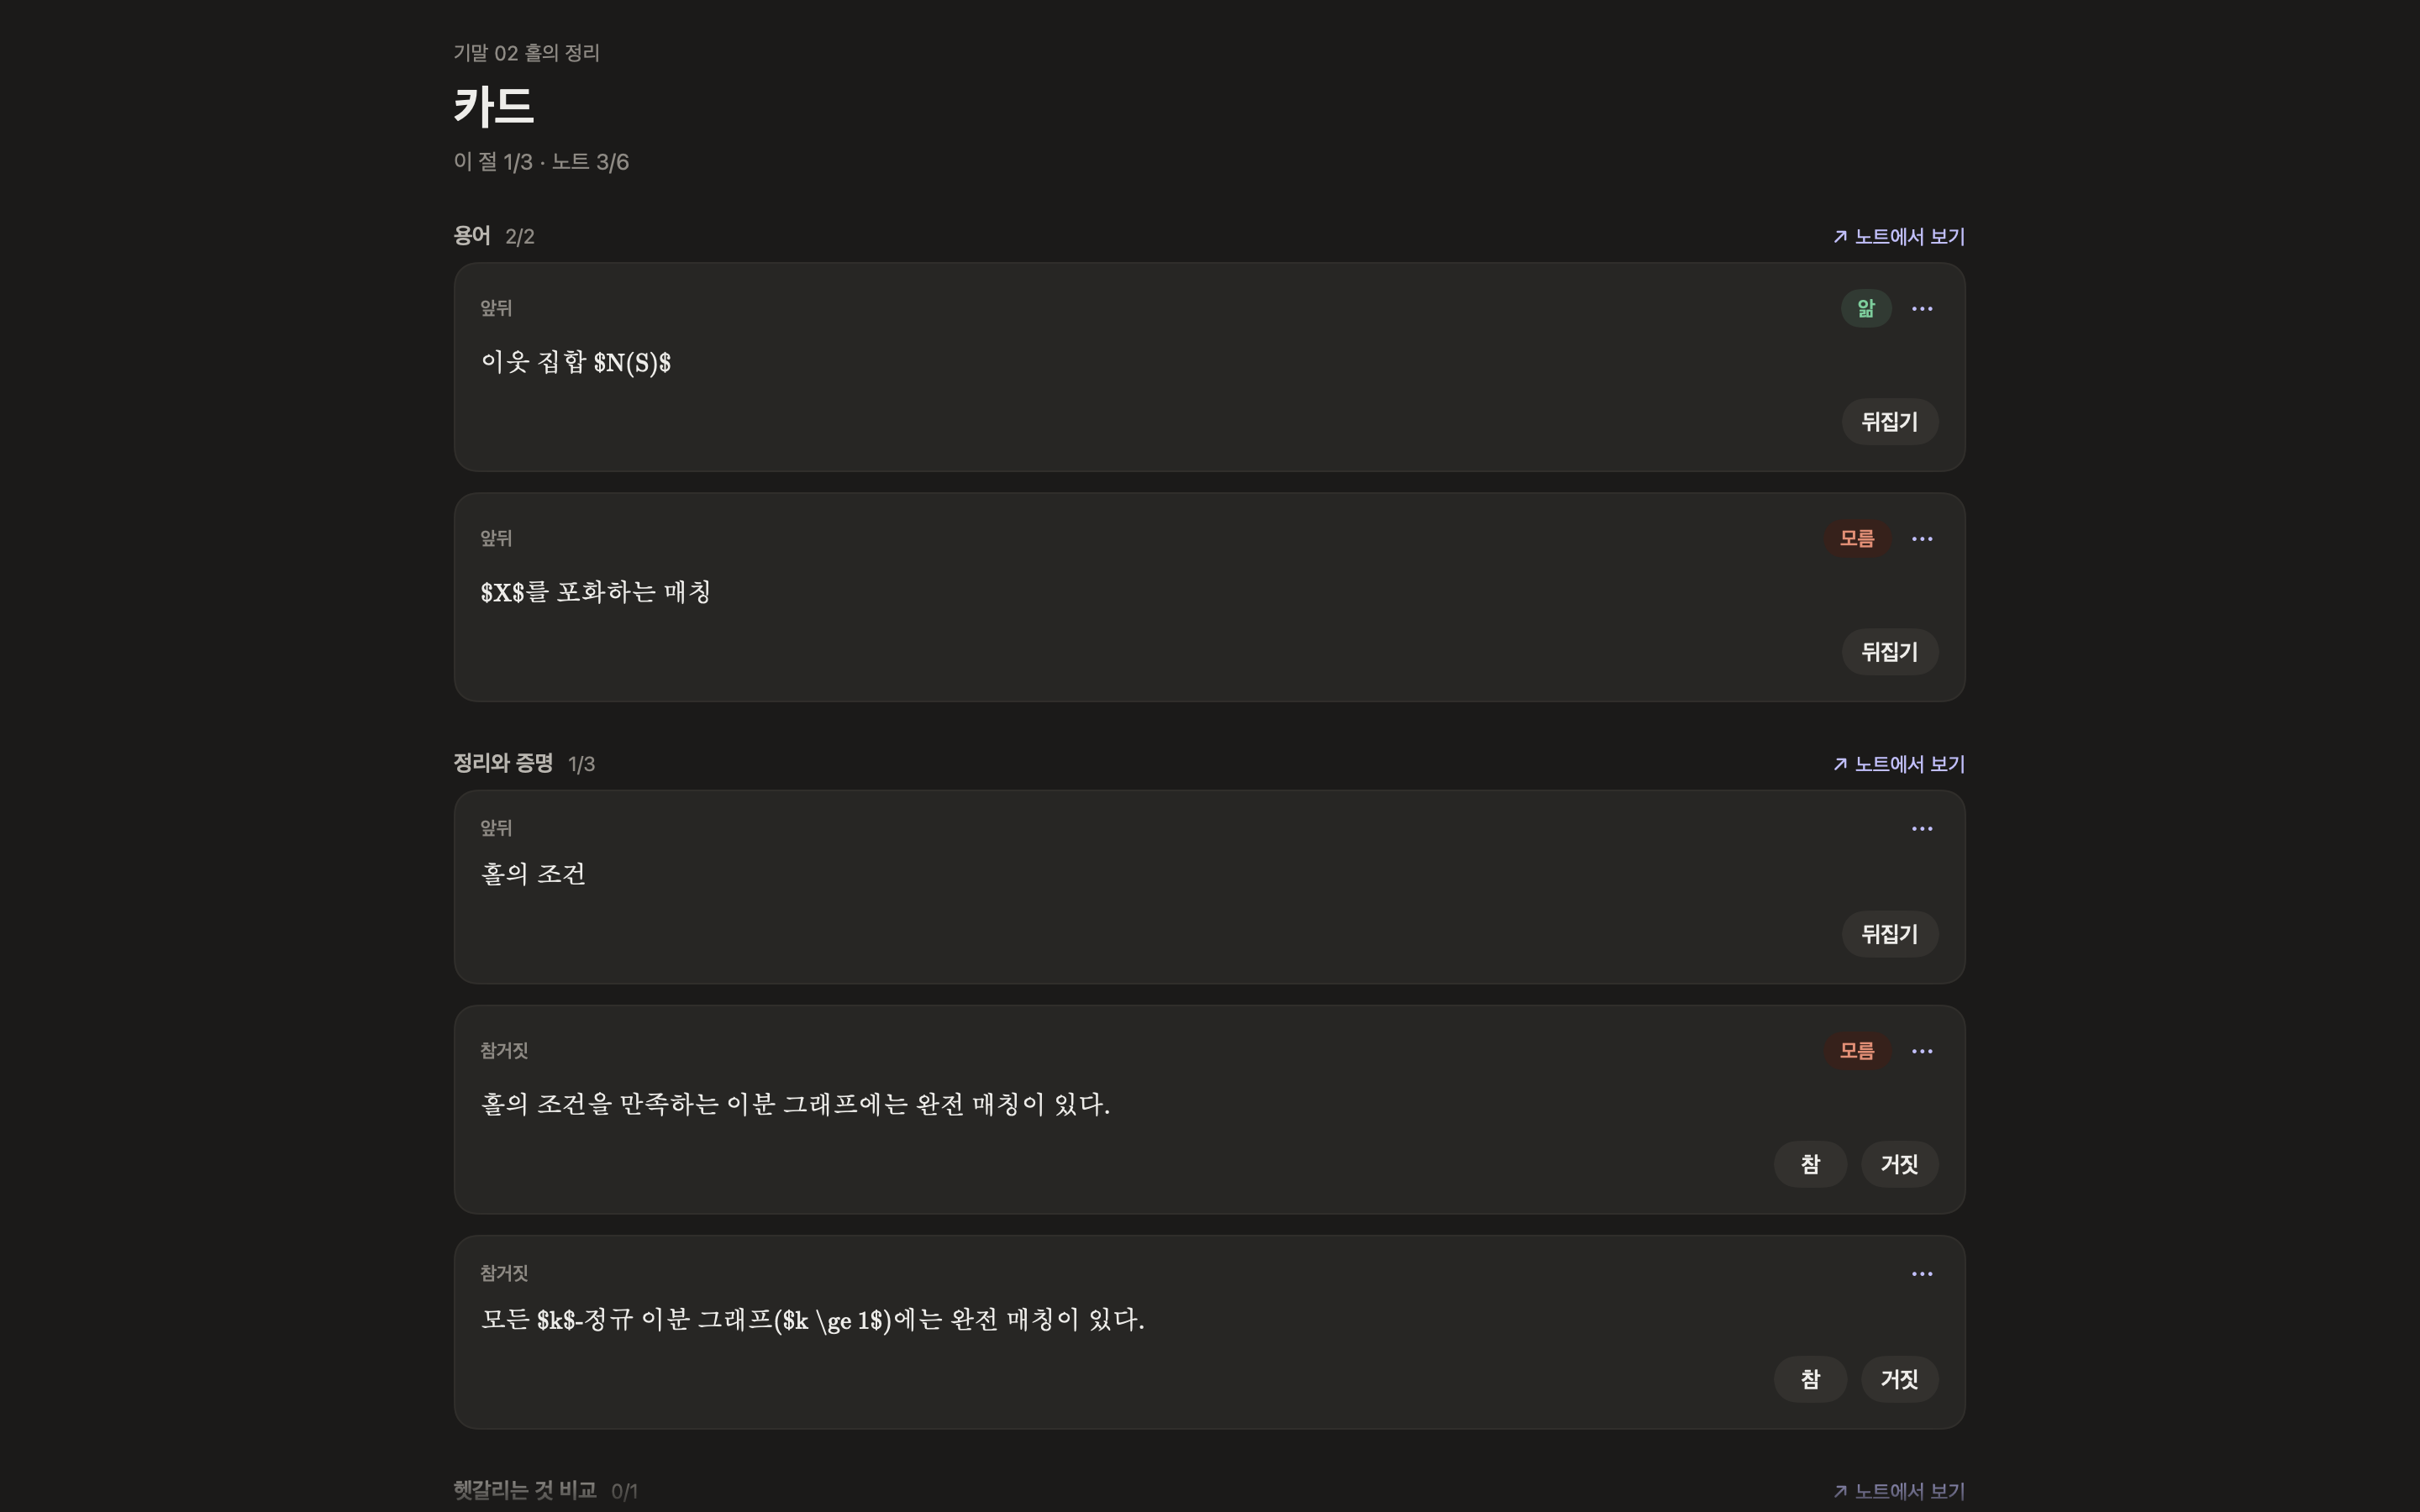 기말 02 홀의 정리
카드
이 절 1/3 · 노트 3/6
용어 2/2 ↗ 노트에서 보기
앞뒤 앎 ···
이웃 집합 $N(S)$
뒤집기
앞뒤 모름 ···
$X$를 포화하는 매칭
뒤집기
정리와 증명 1/3 ↗ 노트에서 보기
앞뒤 ···
홀의 조건
뒤집기
참거짓 모름 ···
홀의 조건을 만족하는 이분 그래프에는 완전 매칭이 있다.
참 거짓
참거짓 ···
모든 $k$-정규 이분 그래프($k \ge 1$)에는 완전 매칭이 있다.
참 거짓
헷갈리는 것 비교 0/1 ↗ 노트에서 보기